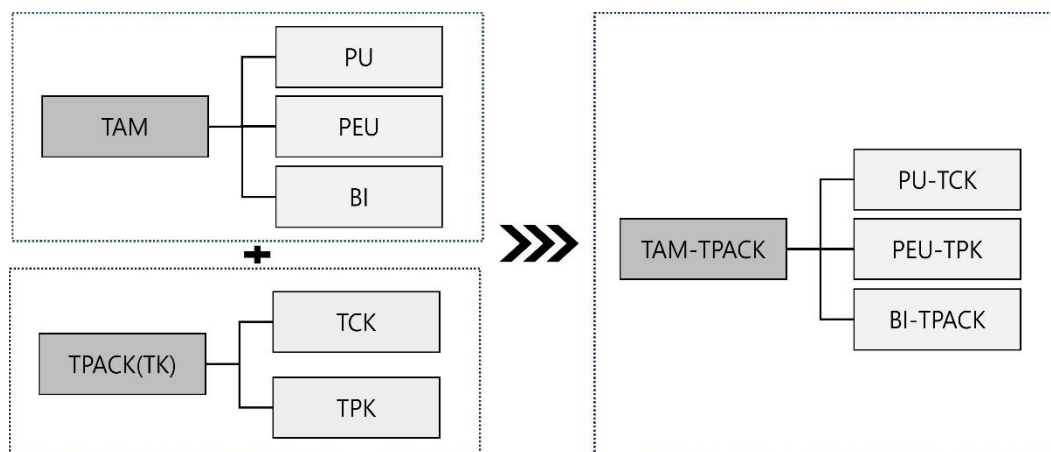 PU
TAM
PEU
BI
+
TCK
TPACK(TK)
TPK
PU-TCK
TAM-TPACK
PEU-TPK
BI-TPACK